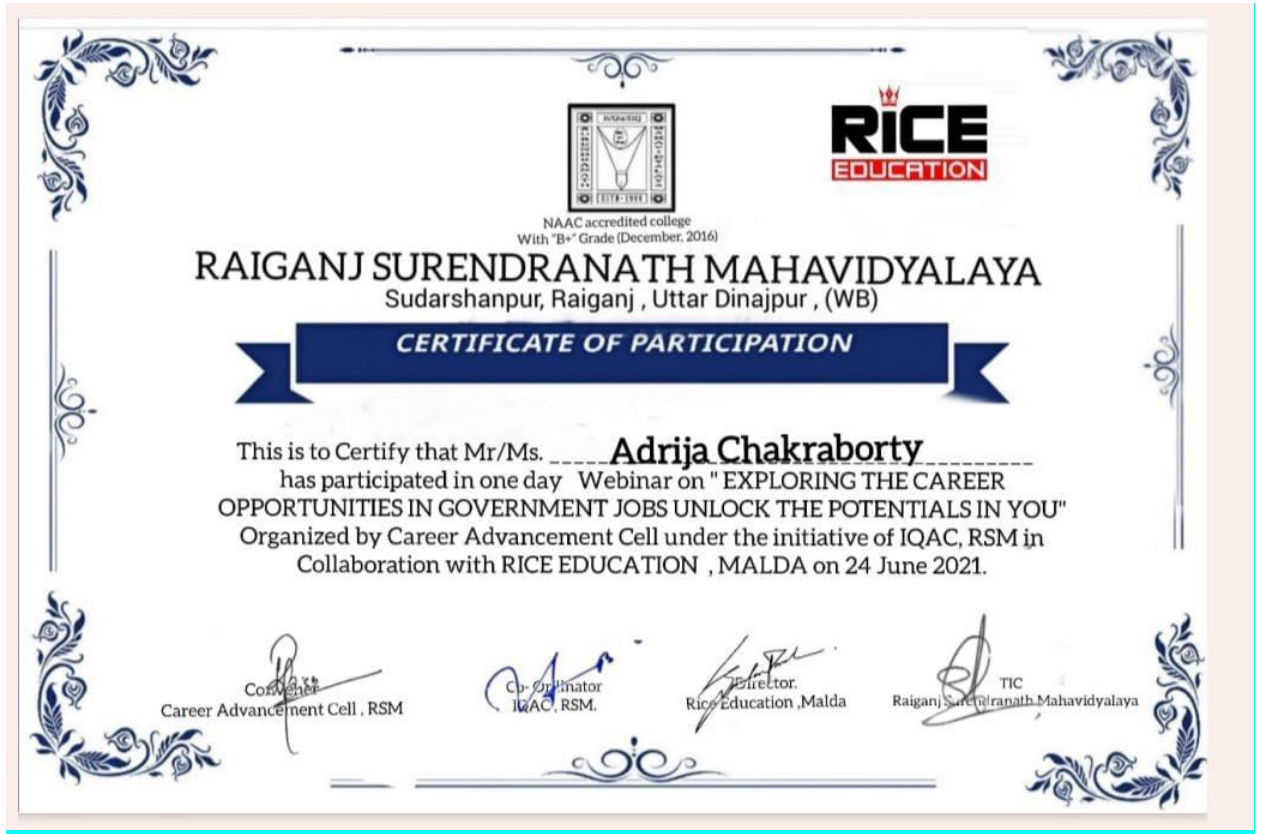 RICE
EDUCATION
ESTD-1968
NAAC accredited college
With "B+" Grade (December, 2016)
RAIGANJ SURENDRANATH MAHAVIDYALAYA
Sudarshanpur, Raiganj , Uttar Dinajpur , (WB)
CERTIFICATE OF PARTICIPATION
This is to Certify that Mr/Ms. Adrija Chakraborty
has participated in one day Webinar on " EXPLORING THE CAREER
OPPORTUNITIES IN GOVERNMENT JOBS UNLOCK THE POTENTIALS IN YOU"
Organized by Career Advancement Cell under the initiative of IQAC, RSM in
Collaboration with RICE EDUCATION , MALDA on 24 June 2021.
Convener
Career Advancement Cell , RSM
Co-Ordinator
IQAC, RSM.
Director.
Rice Education ,Malda
TIC
Raiganj Surendranath Mahavidyalaya